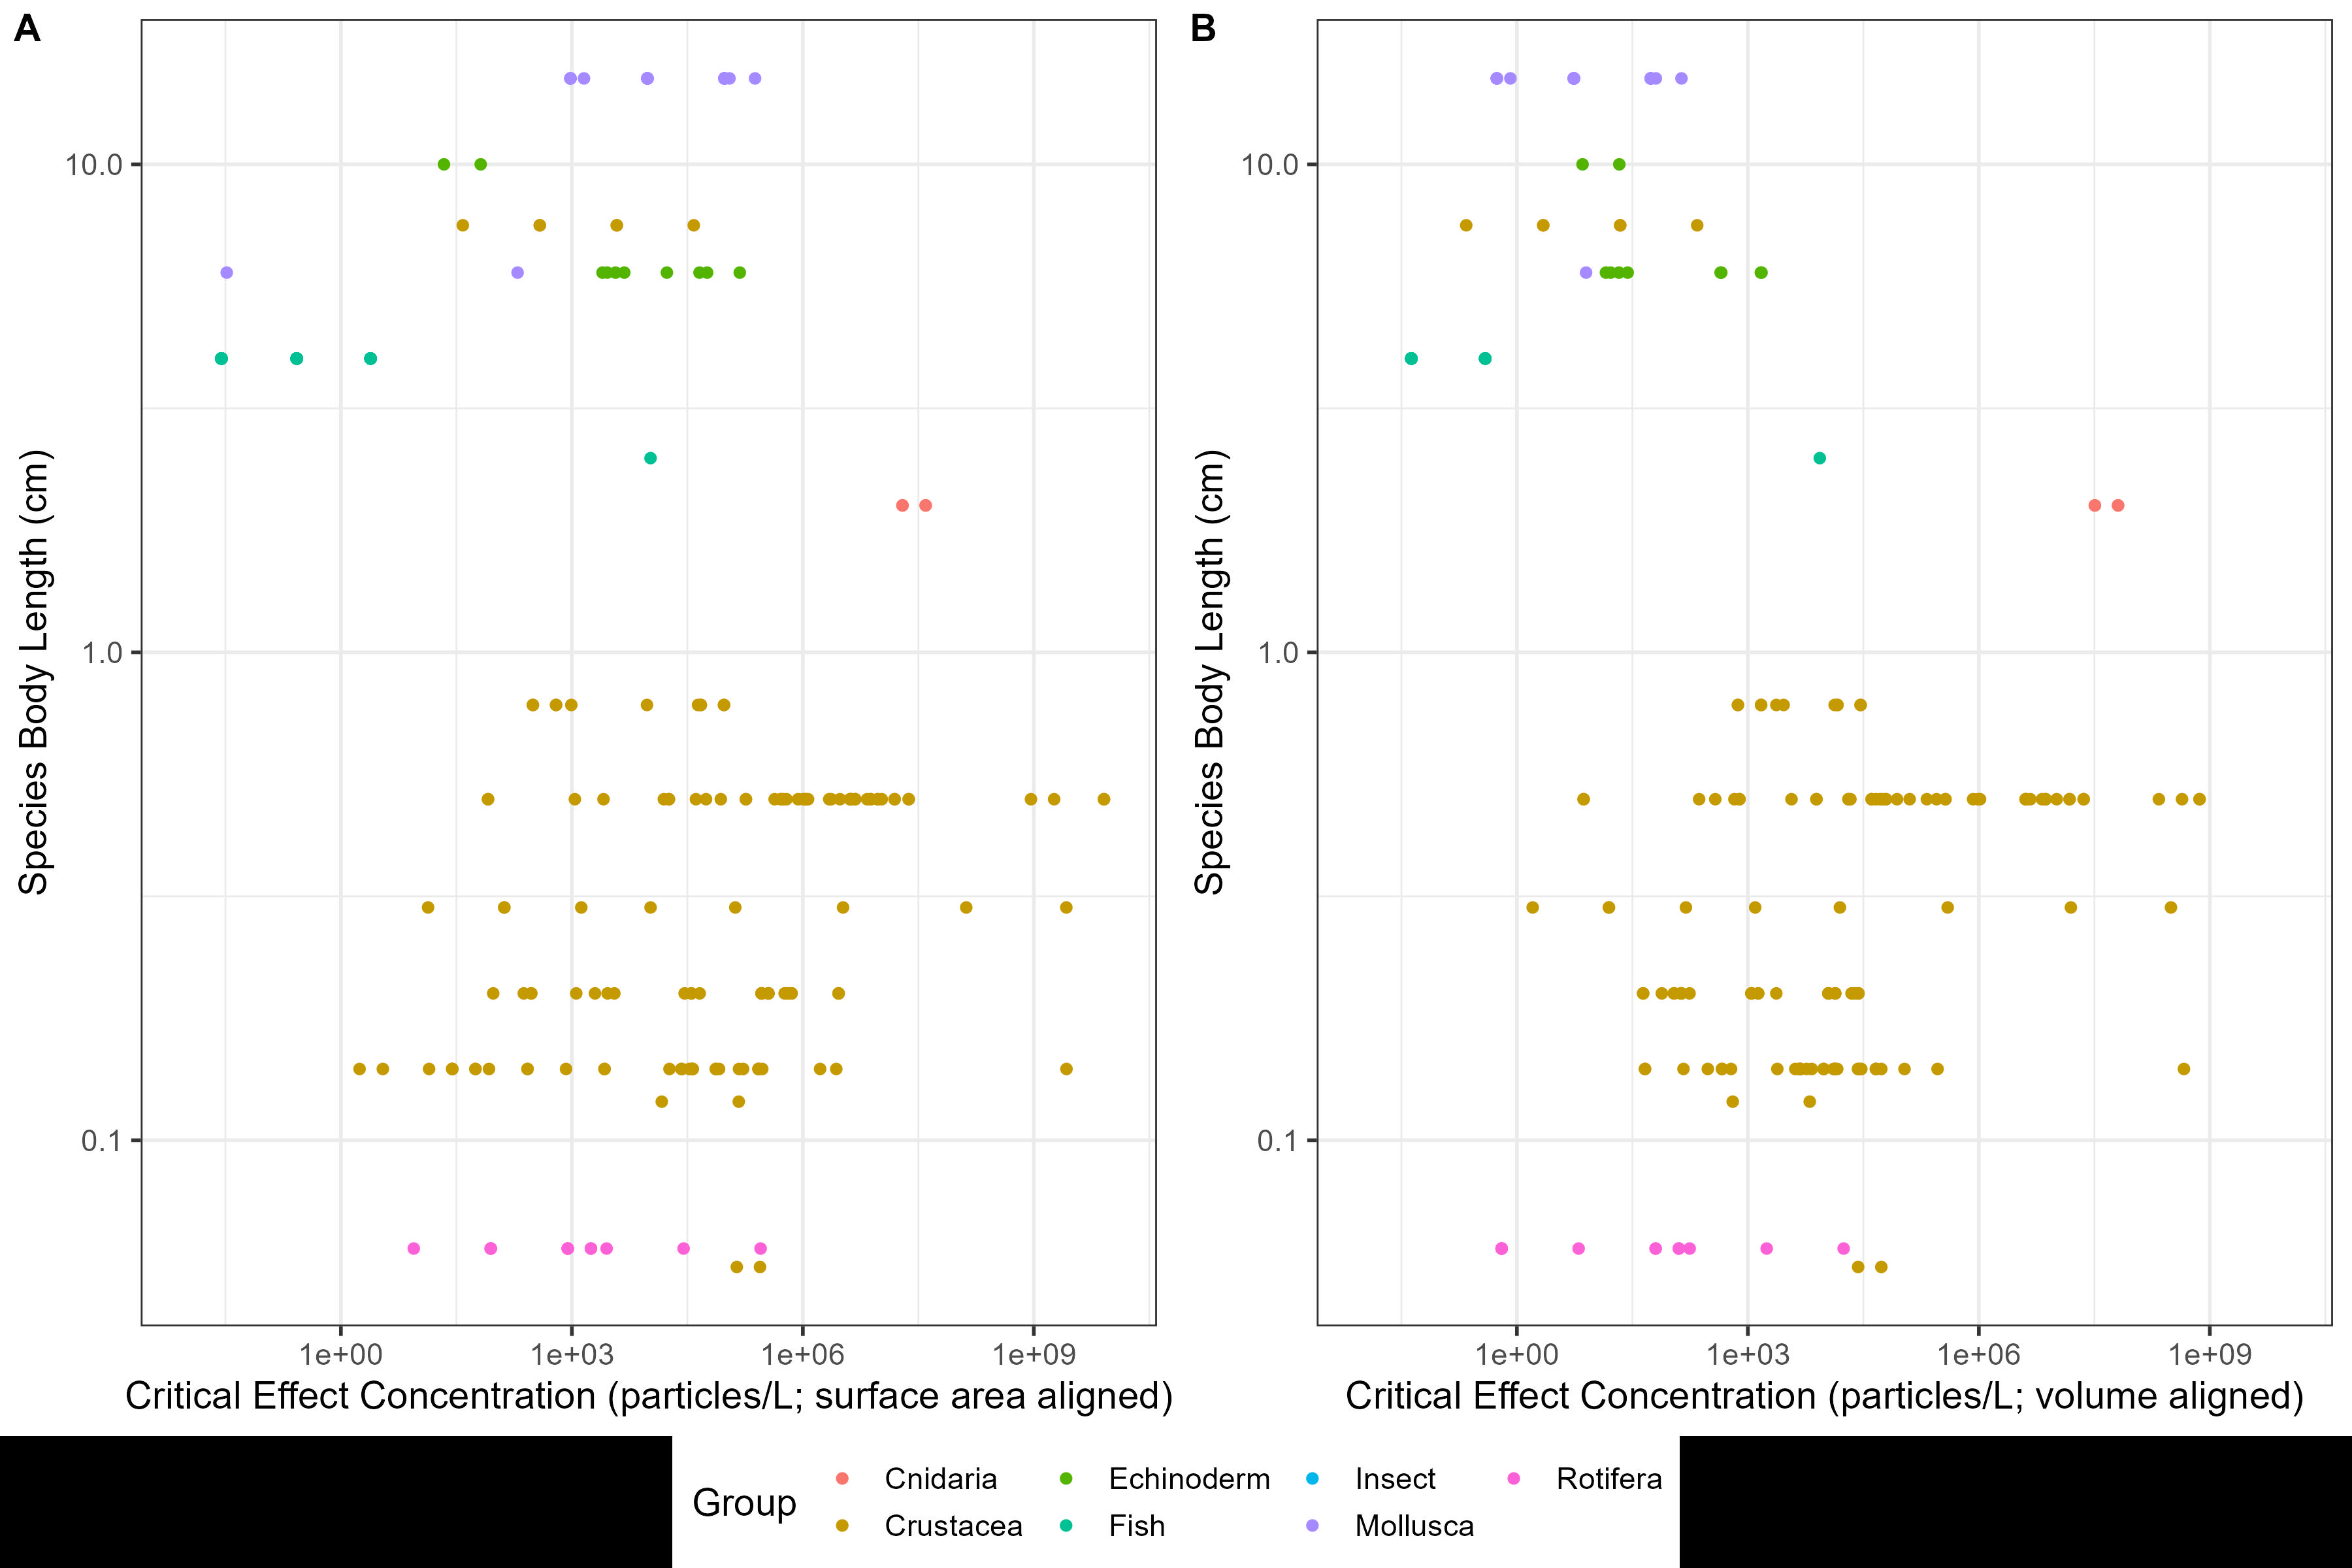 A
B
Species Body Length (cm)
10.0
1.0
0.1
1e+00 1e+03 1e+06 1e+09
Critical Effect Concentration (particles/L; surface area aligned)
Species Body Length (cm)
10.0
1.0
0.1
1e+00 1e+03 1e+06 1e+09
Critical Effect Concentration (particles/L; volume aligned)
Group
Cnidaria Echinoderm Insect Rotifera
Crustacea Fish Mollusca